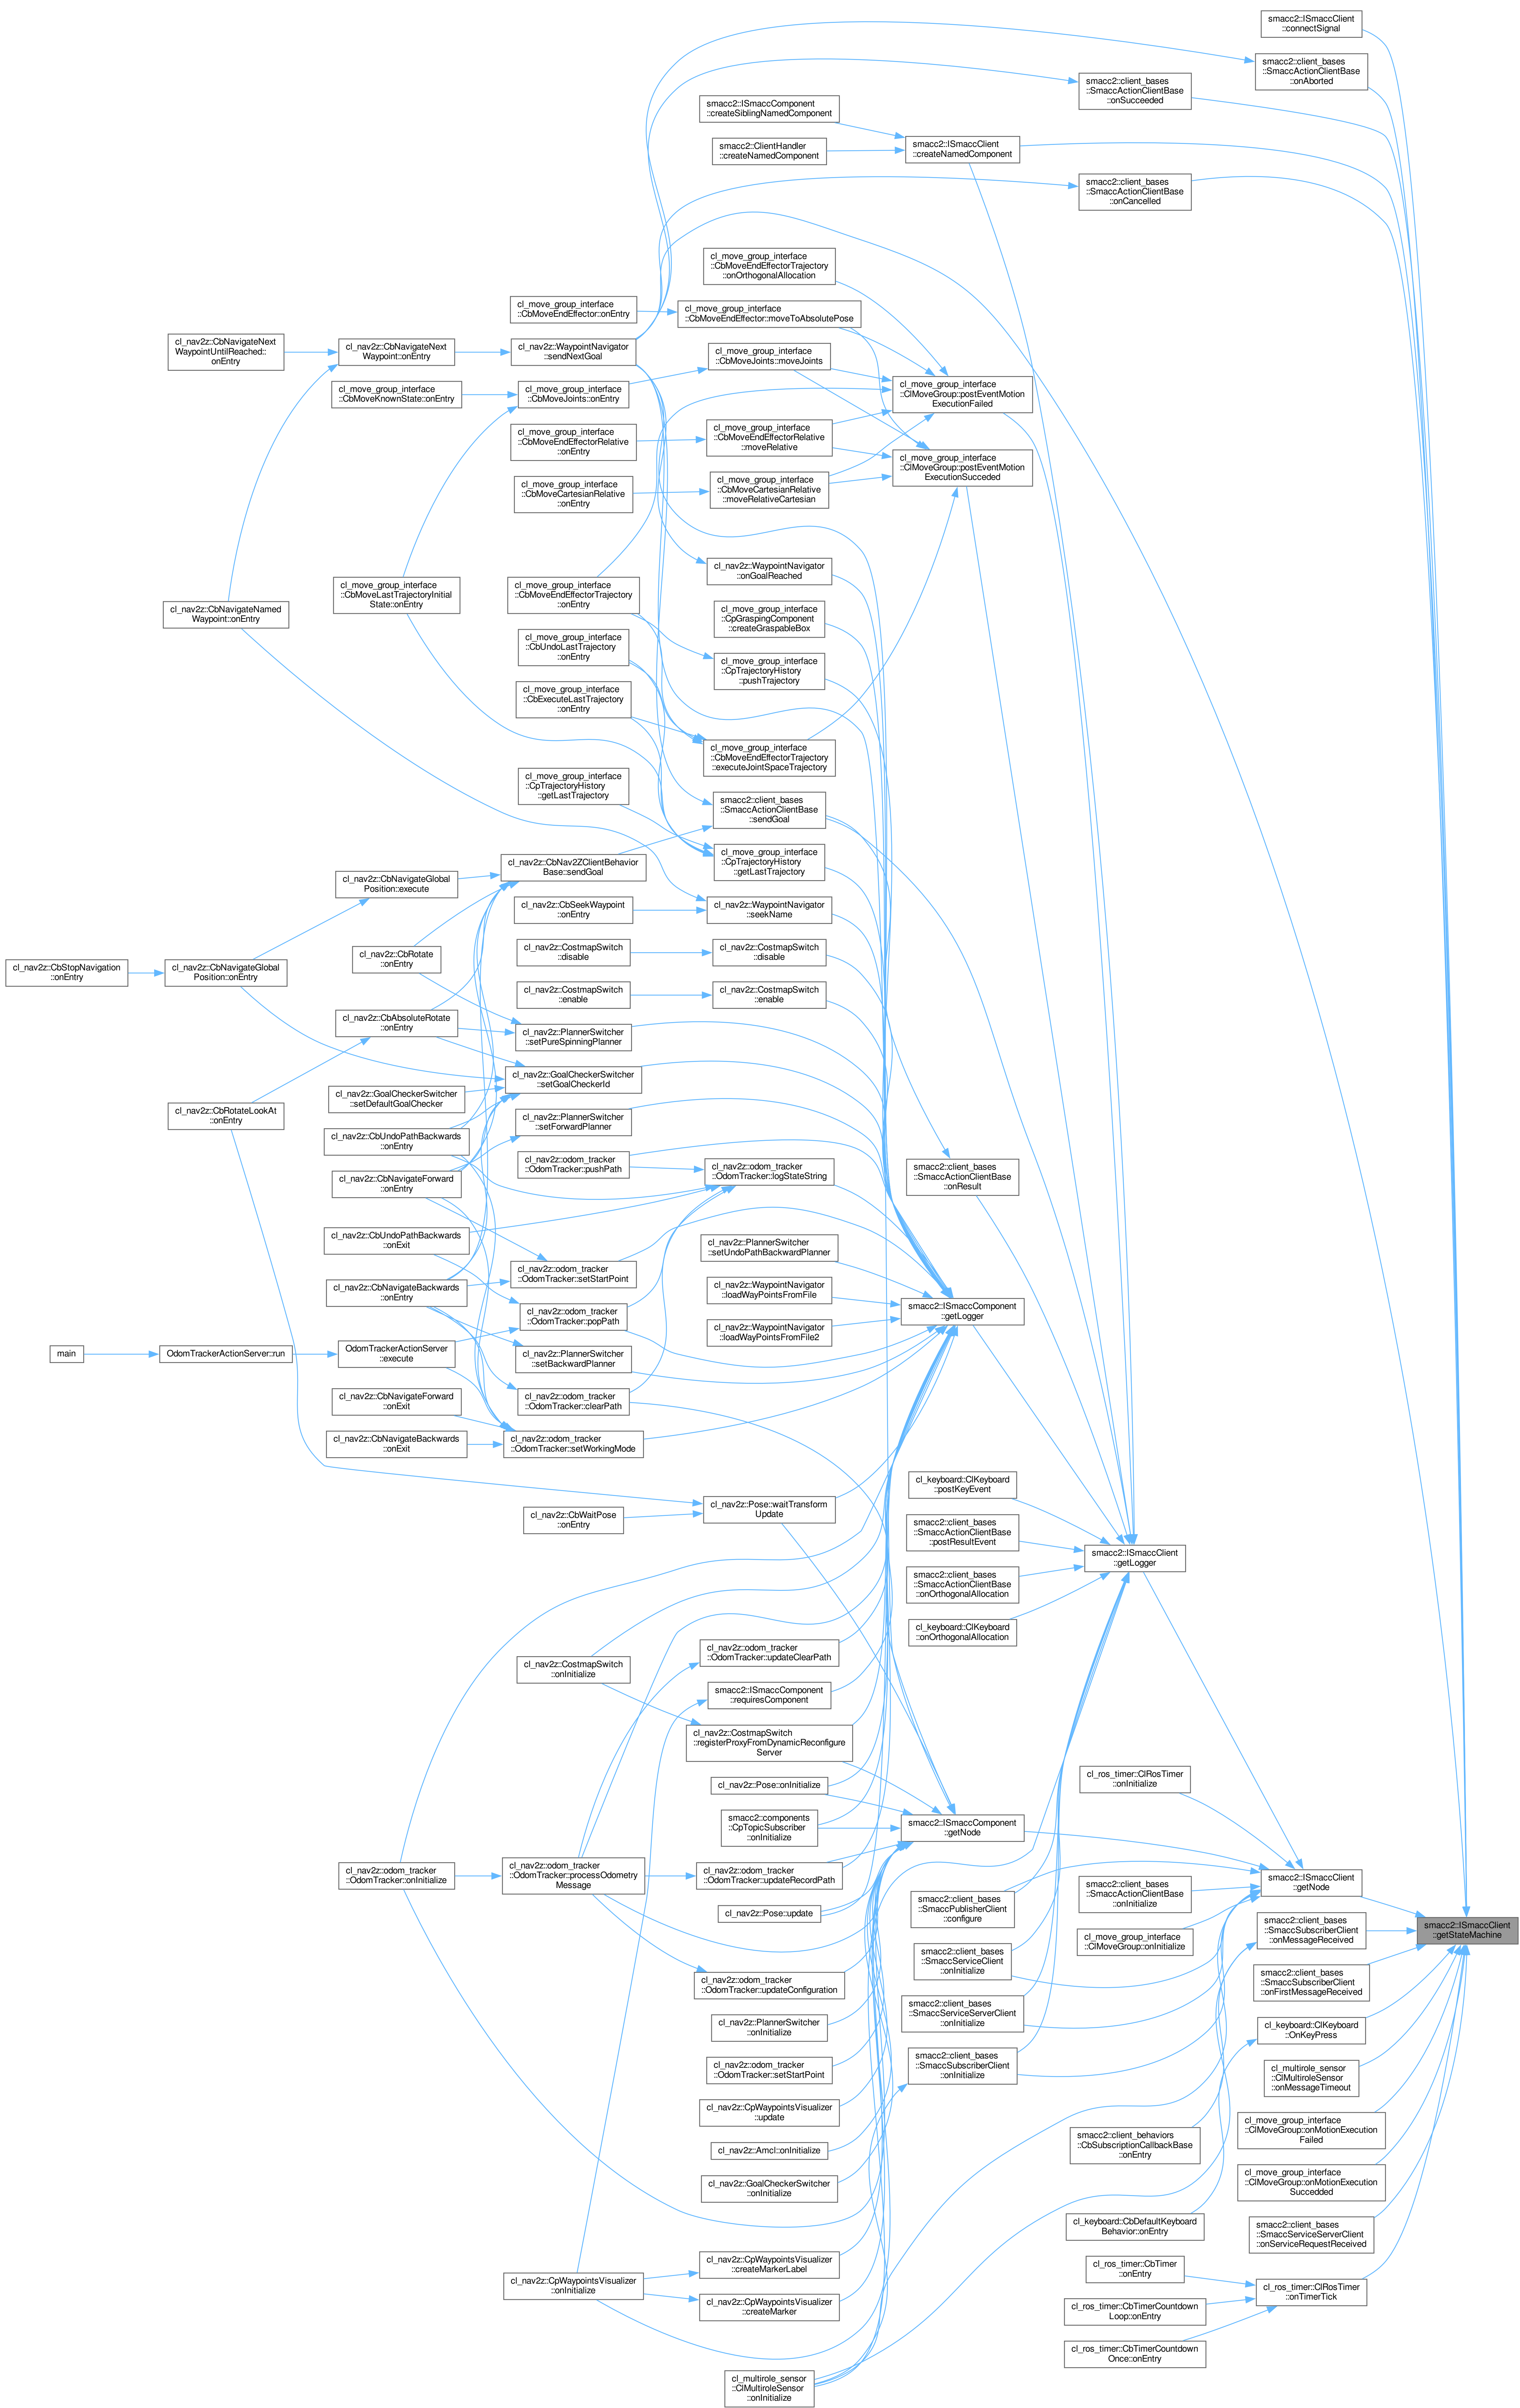 smacc2::ISmaccClient
::connectSignal
smacc2::client_bases
::SmaccActionClientBase
::onAborted
smacc2::client_bases
::SmaccActionClientBase
::onSucceeded
smacc2::ISmaccComponent
::createSiblingNamedComponent
smacc2::ClientHandler
::createNamedComponent
smacc2::ISmaccClient
::createNamedComponent
smacc2::client_bases
::SmaccActionClientBase
::onCancelled
cl_move_group_interface
::CbMoveEndEffectorTrajectory
::onOrthogonalAllocation
cl_move_group_interface
::CbMoveEndEffector::onEntry
cl_move_group_interface
::CbMoveEndEffector::moveToAbsolutePose
cl_nav2z::CbNavigateNext
WaypointUntilReached::
onEntry
cl_nav2z::CbNavigateNext
Waypoint::onEntry
cl_nav2z::WaypointNavigator
::sendNextGoal
cl_move_group_interface
::CbMoveJoints::moveJoints
cl_move_group_interface
::CbMoveKnownState::onEntry
cl_move_group_interface
::CbMoveJoints::onEntry
cl_move_group_interface
::ClMoveGroup::postEventMotion
ExecutionFailed
cl_move_group_interface
::CbMoveEndEffectorRelative
::onEntry
cl_move_group_interface
::CbMoveEndEffectorRelative
::moveRelative
cl_move_group_interface
::ClMoveGroup::postEventMotion
ExecutionSucceded
cl_move_group_interface
::CbMoveCartesianRelative
::onEntry
cl_move_group_interface
::CbMoveCartesianRelative
::moveRelativeCartesian
cl_nav2z::WaypointNavigator
::onGoalReached
cl_nav2z::CbNavigateNamed
Waypoint::onEntry
cl_move_group_interface
::CbMoveLastTrajectoryInitial
State::onEntry
cl_move_group_interface
::CbMoveEndEffectorTrajectory
::onEntry
cl_move_group_interface
::CpGraspingComponent
::createGraspableBox
cl_move_group_interface
::CbUndoLastTrajectory
::onEntry
cl_move_group_interface
::CpTrajectoryHistory
::pushTrajectory
cl_move_group_interface
::CbExecuteLastTrajectory
::onEntry
cl_move_group_interface
::CbMoveEndEffectorTrajectory
::executeJointSpaceTrajectory
cl_move_group_interface
::CpTrajectoryHistory
::getLastTrajectory
smacc2::client_bases
::SmaccActionClientBase
::sendGoal
cl_nav2z::CbNav2ZClientBehavior
Base::sendGoal
cl_move_group_interface
::CpTrajectoryHistory
::getLastTrajectory
cl_nav2z::CbNavigateGlobal
Position::execute
cl_nav2z::CbSeekWaypoint
::onEntry
cl_nav2z::WaypointNavigator
::seekName
cl_nav2z::CbStopNavigation
::onEntry
cl_nav2z::CbNavigateGlobal
Position::onEntry
cl_nav2z::CbRotate
::onEntry
cl_nav2z::CostmapSwitch
::disable
cl_nav2z::CostmapSwitch
::disable
cl_nav2z::CostmapSwitch
::enable
cl_nav2z::CostmapSwitch
::enable
cl_nav2z::CbAbsoluteRotate
::onEntry
cl_nav2z::PlannerSwitcher
::setPureSpinningPlanner
cl_nav2z::GoalCheckerSwitcher
::setGoalCheckerId
cl_nav2z::GoalCheckerSwitcher
::setDefaultGoalChecker
cl_nav2z::CbRotateLookAt
::onEntry
cl_nav2z::PlannerSwitcher
::setForwardPlanner
cl_nav2z::CbUndoPathBackwards
::onEntry
cl_nav2z::odom_tracker
::OdomTracker::pushPath
cl_nav2z::odom_tracker
::OdomTracker::logStateString
smacc2::client_bases
::SmaccActionClientBase
::onResult
cl_nav2z::CbNavigateForward
::onEntry
cl_nav2z::CbUndoPathBackwards
::onExit
cl_nav2z::PlannerSwitcher
::setUndoPathBackwardPlanner
cl_nav2z::odom_tracker
::OdomTracker::setStartPoint
cl_nav2z::CbNavigateBackwards
::onEntry
cl_nav2z::WaypointNavigator
::loadWayPointsFromFile
smacc2::ISmaccComponent
::getLogger
cl_nav2z::odom_tracker
::OdomTracker::popPath
cl_nav2z::WaypointNavigator
::loadWayPointsFromFile2
main
OdomTrackerActionServer::run
OdomTrackerActionServer
::execute
cl_nav2z::PlannerSwitcher
::setBackwardPlanner
cl_nav2z::CbNavigateForward
::onExit
cl_nav2z::odom_tracker
::OdomTracker::clearPath
cl_nav2z::CbNavigateBackwards
::onExit
cl_nav2z::odom_tracker
::OdomTracker::setWorkingMode
cl_keyboard::ClKeyboard
::postKeyEvent
cl_nav2z::CbWaitPose
::onEntry
cl_nav2z::Pose::waitTransform
Update
smacc2::client_bases
::SmaccActionClientBase
::postResultEvent
smacc2::ISmaccClient
::getLogger
smacc2::client_bases
::SmaccActionClientBase
::onOrthogonalAllocation
cl_keyboard::ClKeyboard
::onOrthogonalAllocation
cl_nav2z::CostmapSwitch
::onInitialize
cl_nav2z::odom_tracker
::OdomTracker::updateClearPath
smacc2::ISmaccComponent
::requiresComponent
cl_nav2z::CostmapSwitch
::registerProxyFromDynamicReconfigure
Server
cl_nav2z::Pose::onInitialize
cl_ros_timer::ClRosTimer
::onInitialize
smacc2::components
::CpTopicSubscriber
::onInitialize
smacc2::ISmaccComponent
::getNode
cl_nav2z::odom_tracker
::OdomTracker::onInitialize
cl_nav2z::odom_tracker
::OdomTracker::processOdometry
Message
cl_nav2z::odom_tracker
::OdomTracker::updateRecordPath
smacc2::ISmaccClient
::getNode
smacc2::client_bases
::SmaccActionClientBase
::onInitialize
cl_nav2z::Pose::update
smacc2::client_bases
::SmaccPublisherClient
::configure
cl_move_group_interface
::ClMoveGroup::onInitialize
smacc2::client_bases
::SmaccSubscriberClient
::onMessageReceived
smacc2::ISmaccClient
::getStateMachine
smacc2::client_bases
::SmaccServiceClient
::onInitialize
cl_nav2z::odom_tracker
::OdomTracker::updateConfiguration
smacc2::client_bases
::SmaccSubscriberClient
::onFirstMessageReceived
cl_nav2z::PlannerSwitcher
::onInitialize
smacc2::client_bases
::SmaccServiceServerClient
::onInitialize
cl_keyboard::ClKeyboard
::OnKeyPress
cl_nav2z::odom_tracker
::OdomTracker::setStartPoint
smacc2::client_bases
::SmaccSubscriberClient
::onInitialize
cl_multirole_sensor
::ClMultiroleSensor
::onMessageTimeout
cl_nav2z::CpWaypointsVisualizer
::update
cl_move_group_interface
::ClMoveGroup::onMotionExecution
Failed
cl_nav2z::Amcl::onInitialize
smacc2::client_behaviors
::CbSubscriptionCallbackBase
::onEntry
cl_nav2z::GoalCheckerSwitcher
::onInitialize
cl_move_group_interface
::ClMoveGroup::onMotionExecution
Succedded
cl_keyboard::CbDefaultKeyboard
Behavior::onEntry
smacc2::client_bases
::SmaccServiceServerClient
::onServiceRequestReceived
cl_nav2z::CpWaypointsVisualizer
::createMarkerLabel
cl_ros_timer::CbTimer
::onEntry
cl_nav2z::CpWaypointsVisualizer
::onInitialize
cl_nav2z::CpWaypointsVisualizer
::createMarker
cl_ros_timer::ClRosTimer
::onTimerTick
cl_ros_timer::CbTimerCountdown
Loop::onEntry
cl_ros_timer::CbTimerCountdown
Once::onEntry
cl_multirole_sensor
::ClMultiroleSensor
::onInitialize